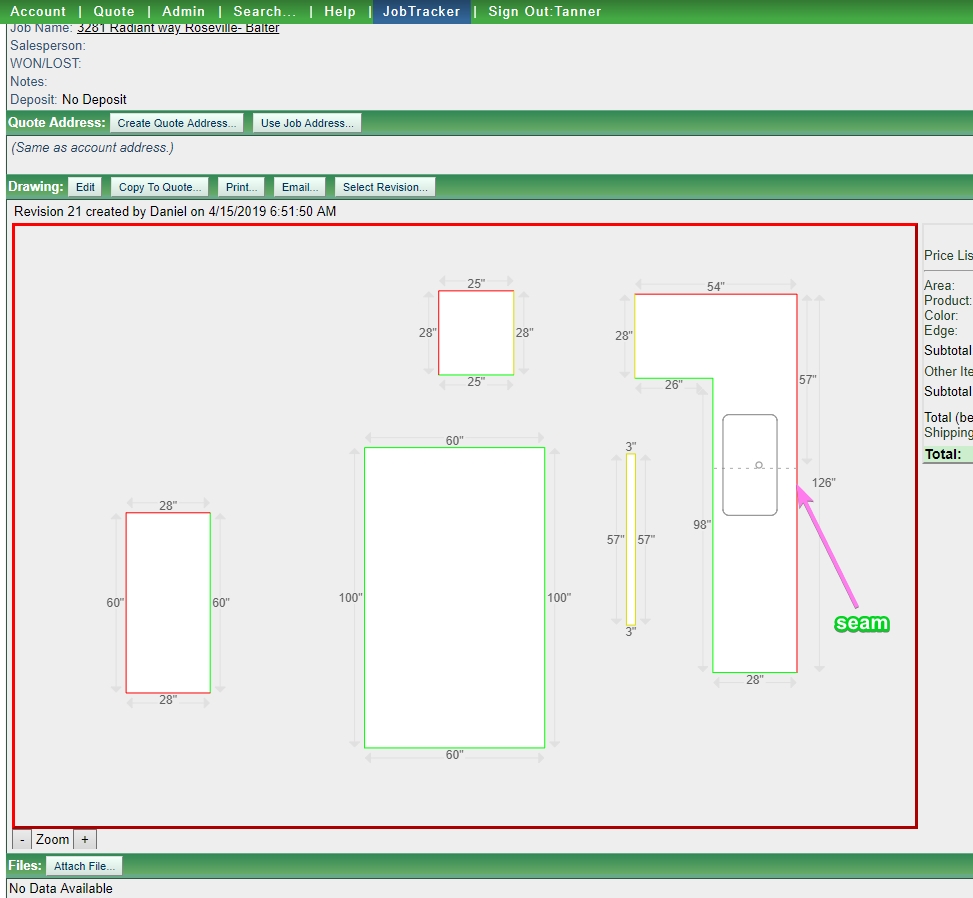 Account | Quote | Admin | Search... | Help | JobTracker | Sign Out:Tanner
Job Name: 3281 Radiant way Roseville- Balter
Salesperson:
WON/LOST:
Notes:
Deposit: No Deposit
Quote Address: Create Quote Address... Use Job Address...
(Same as account address.)
Drawing: Edit Copy To Quote... Print... Email... Select Revision...
Revision 21 created by Daniel on 4/15/2019 6:51:50 AM
25"
28" 28"
25"
54"
28"
26"
57"
126"
98"
28"
60"
100" 100"
60"
3"
57" 57"
3"
28"
60" 60"
28"
seam
Price Lis
Area:
Product:
Color:
Edge:
Subtotal
Other Ite
Subtotal
Total (be
Shipping
Total:
- Zoom +
Files: Attach File...
No Data Available